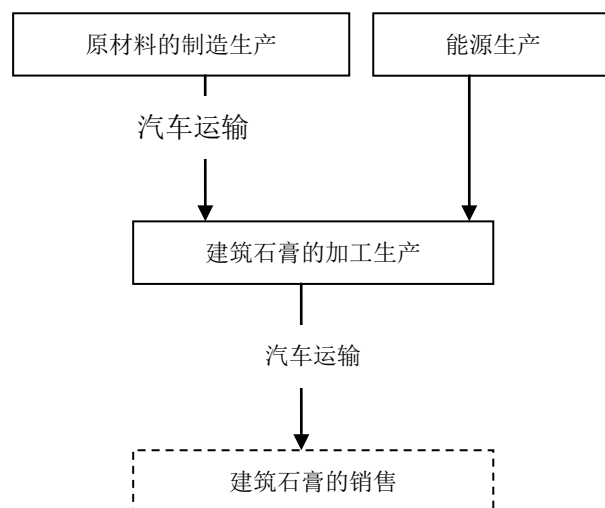 原材料的制造生产
能源生产
汽车运输
建筑石膏的加工生产
汽车运输
建筑石膏的销售